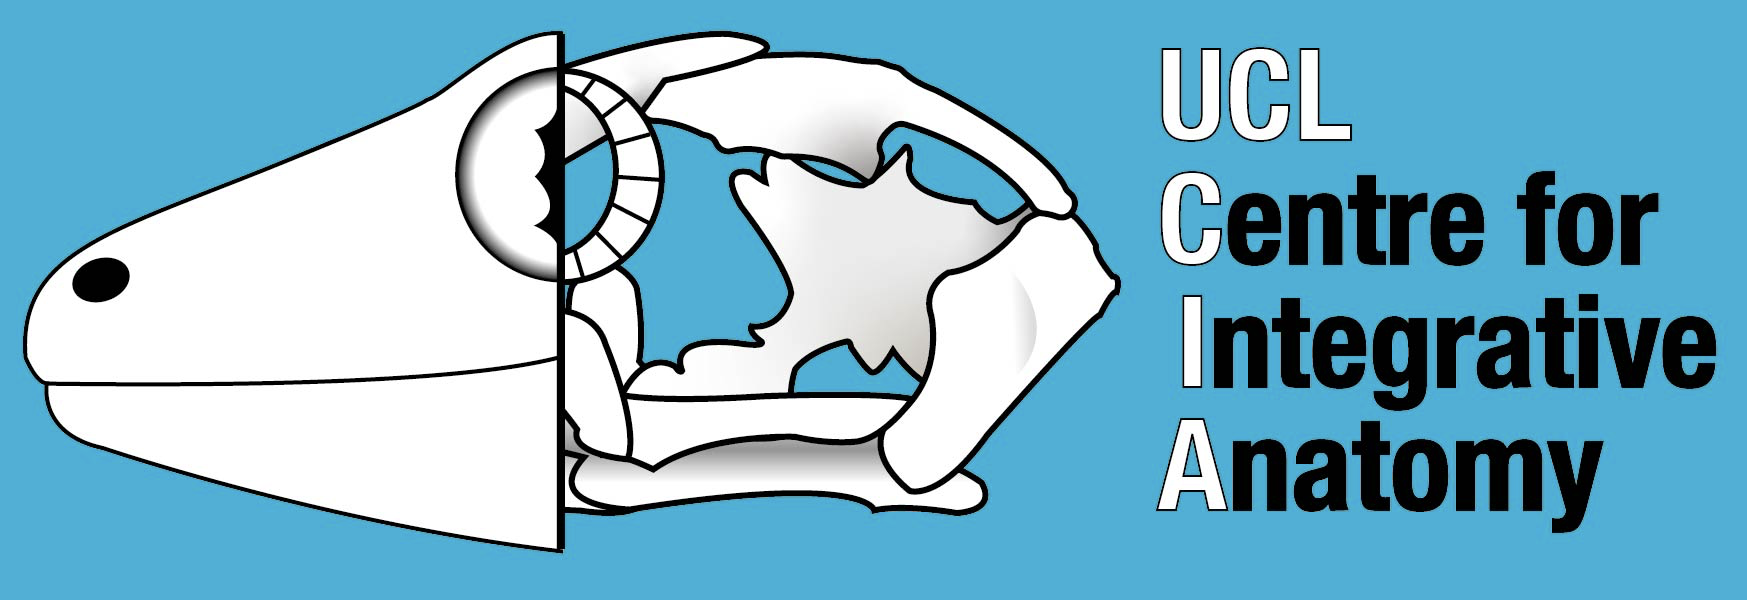 UCL
Centre for
Integrative
Anatomy